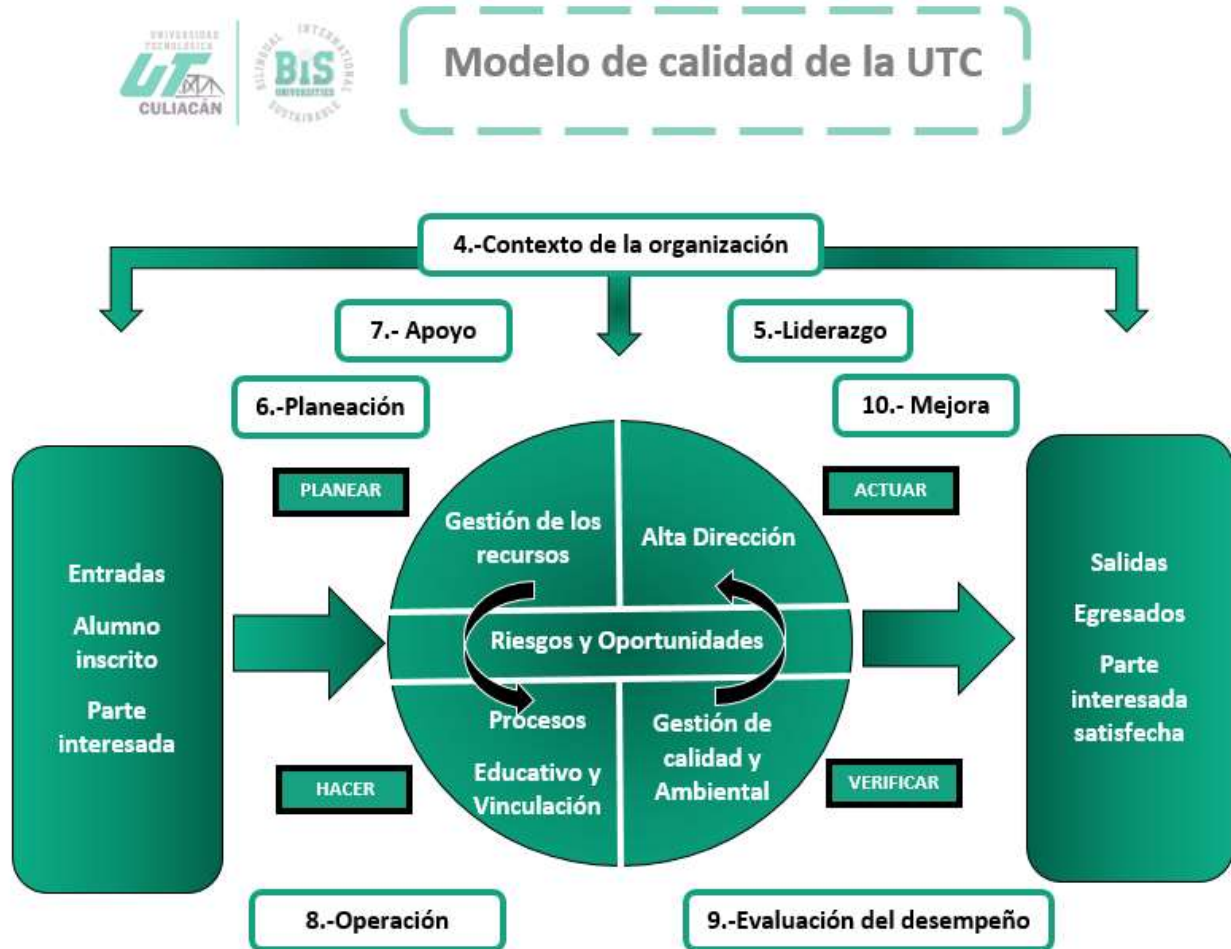 UNIVERSIDAD
TECNOLÓGICA
UT
CULIACÁN
BILINGUAL INTERNATIONAL SUSTAINABLE
BiS
UNIVERSITIES
Modelo de calidad de la UTC
4.-Contexto de la organización
7.- Apoyo
5.-Liderazgo
6.-Planeación
10.- Mejora
PLANEAR
ACTUAR
Gestión de los
recursos
Alta Dirección
Entradas
Alumno
inscrito
Parte
interesada
Riesgos y Oportunidades
Salidas
Egresados
Parte
interesada
satisfecha
Procesos
Educativo y
Vinculación
Gestión de
calidad y
Ambiental
HACER
VERIFICAR
8.-Operación
9.-Evaluación del desempeño